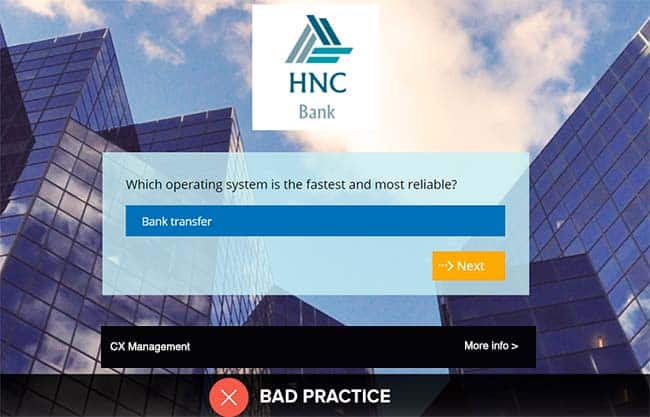 HNC
Bank
Which operating system is the fastest and most reliable?
Bank transfer
Next
CX Management
More info >
BAD PRACTICE